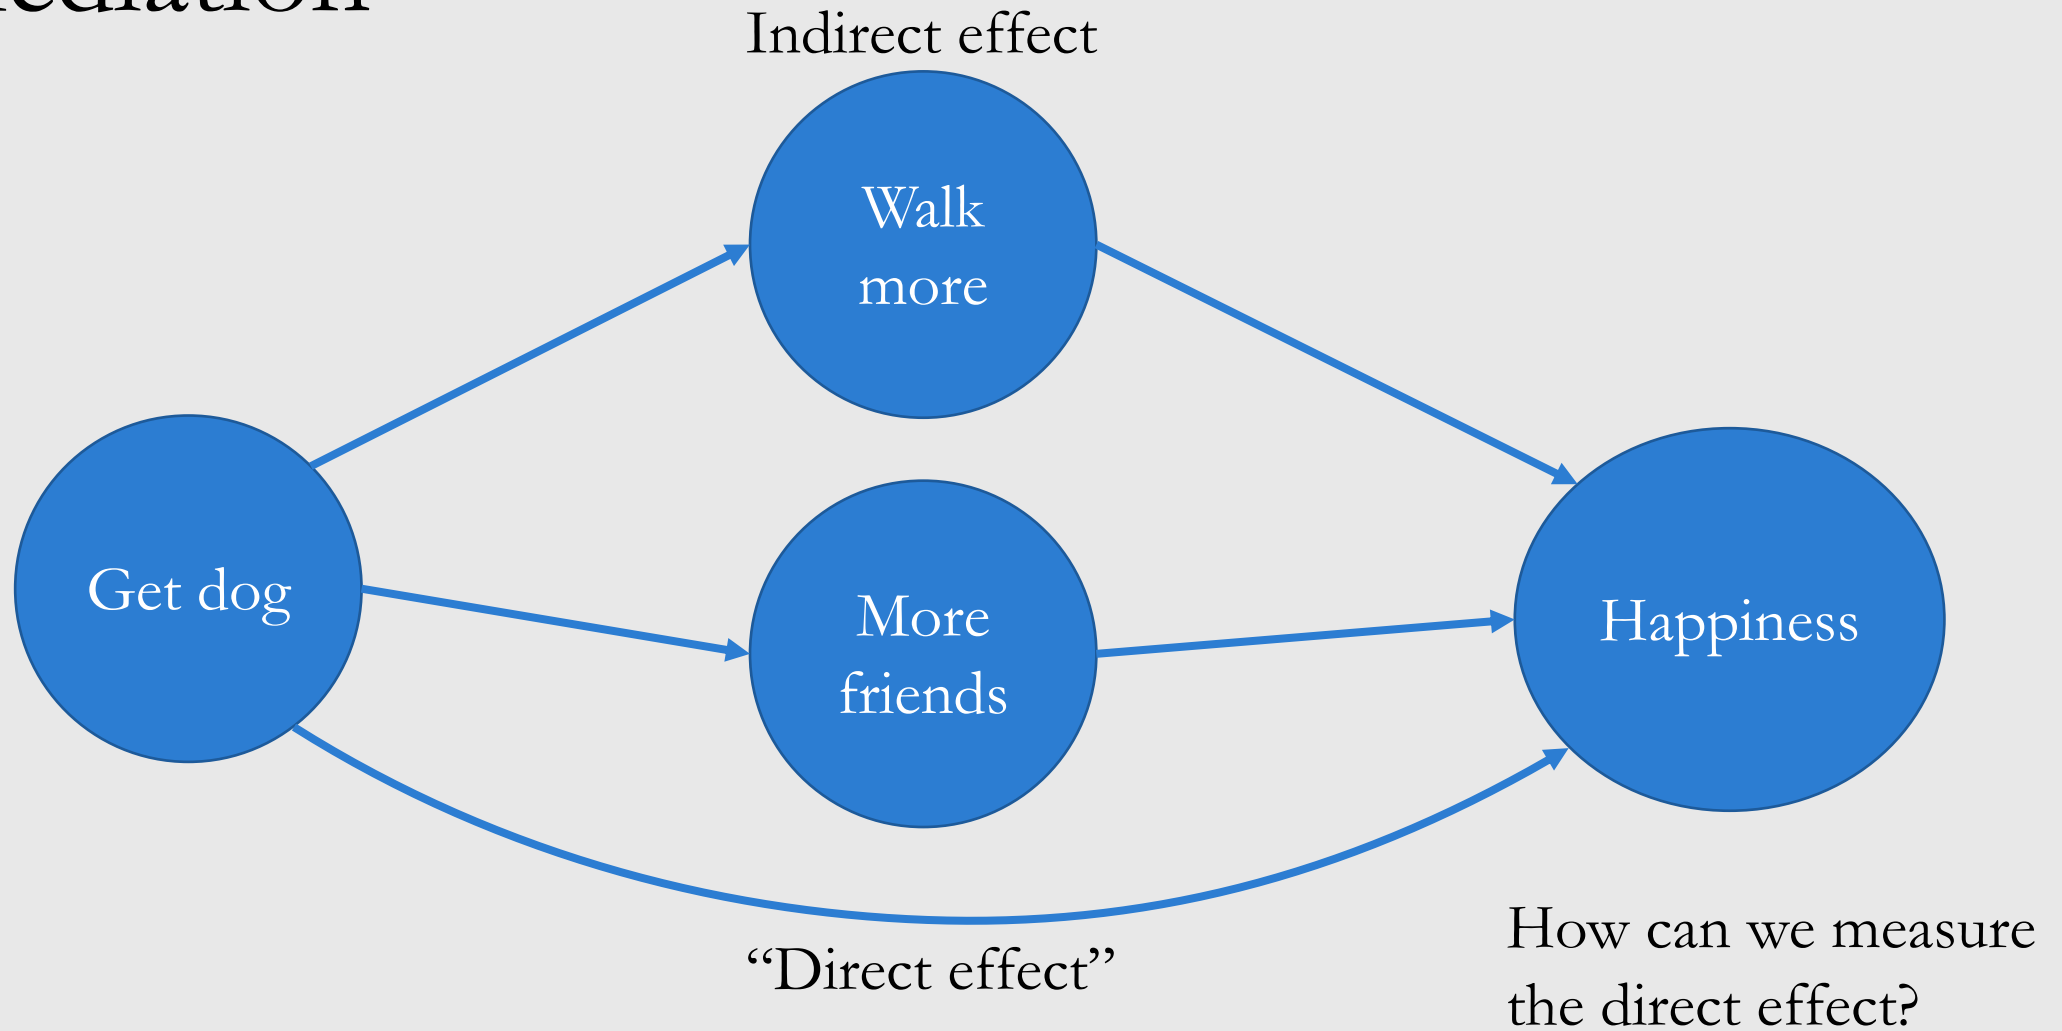 Indirect effect
Walk
more
Get dog
More
friends
Happiness
“Direct effect”
How can we measure
the direct effect?